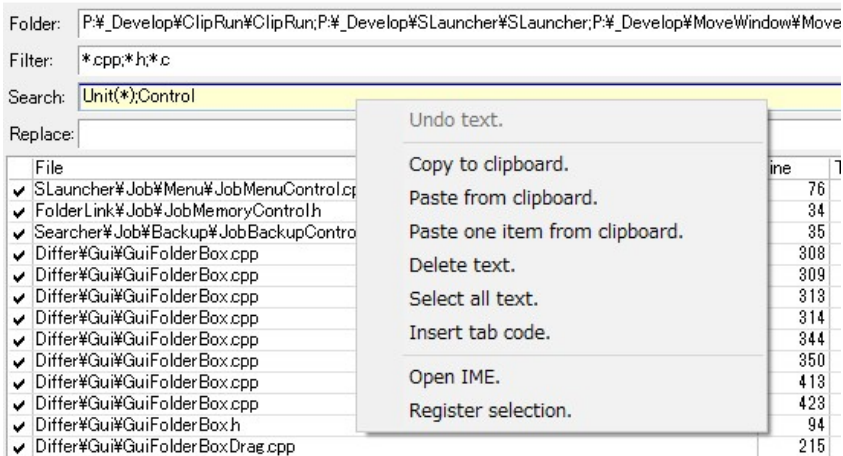 Folder: P:¥_Develop¥ClipRun¥ClipRun;P:¥_Develop¥SLauncher¥SLauncher;P:¥_Develop¥MoveWindow¥Move
Filter: *.cpp;*.h;*.c
Search: Unit(*);Control
Replace:
Undo text.
Copy to clipboard.
Paste from clipboard.
Paste one item from clipboard.
Delete text.
Select all text.
Insert tab code.
Open IME.
Register selection.
File ine T
SLauncher¥Job¥Menu¥JobMenuControl.cp 76
FolderLink¥Job¥JobMemoryControl.h 34
Searcher¥Job¥Backup¥JobBackupContro 35
Differ¥Gui¥GuiFolderBox.cpp 308
Differ¥Gui¥GuiFolderBox.cpp 309
Differ¥Gui¥GuiFolderBox.cpp 313
Differ¥Gui¥GuiFolderBox.cpp 314
Differ¥Gui¥GuiFolderBox.cpp 344
Differ¥Gui¥GuiFolderBox.cpp 350
Differ¥Gui¥GuiFolderBox.cpp 413
Differ¥Gui¥GuiFolderBox.cpp 423
Differ¥Gui¥GuiFolderBox.h 94
Differ¥Gui¥GuiFolderBoxDrag.cpp 215